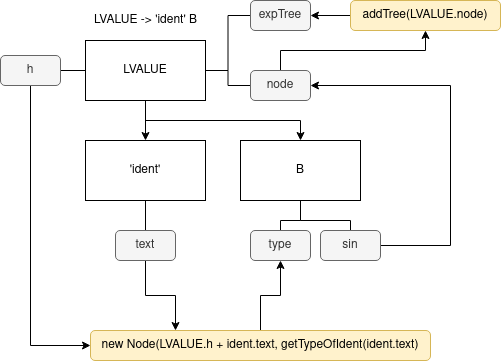 LVALUE -> 'ident' B
expTree
addTree(LVALUE.node)
h
LVALUE
node
'ident'
B
text
type
sin
new Node(LVALUE.h + ident.text, getTypeOfIdent(ident.text)